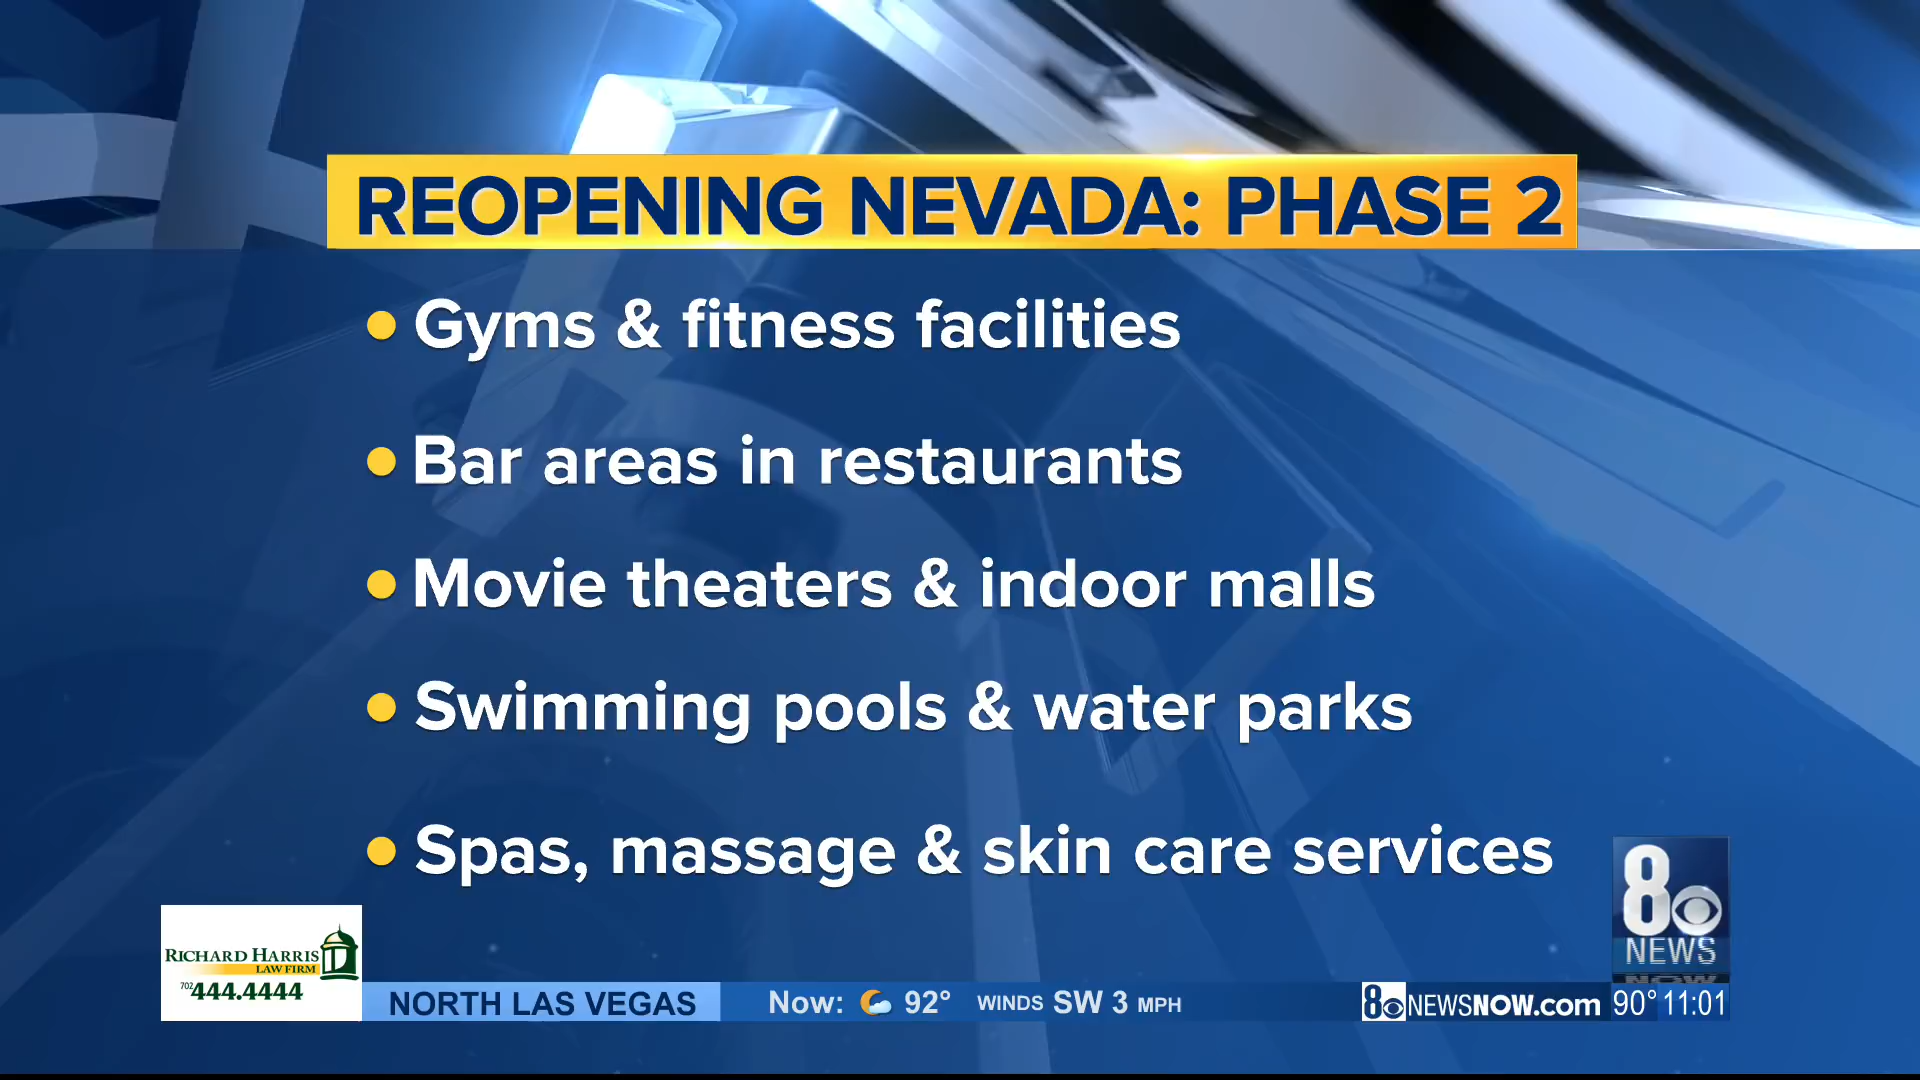 REOPENING NEVADA: PHASE 2
Gyms & fitness facilities
Bar areas in restaurants
Movie theaters & indoor malls
Swimming pools & water parks
Spas, massage & skin care services
8
NEWS
NOW
RICHARD HARRIS
LAW FIRM
702 444.4444
NORTH LAS VEGAS Now: 92° WINDS SW 3 MPH 8 NEWSNOW.com 90° 11:01